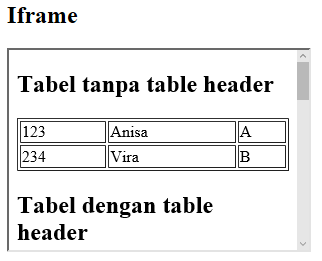 Iframe
Tabel tanpa table header
123 Anisa A
234 Vira B
Tabel dengan table
header